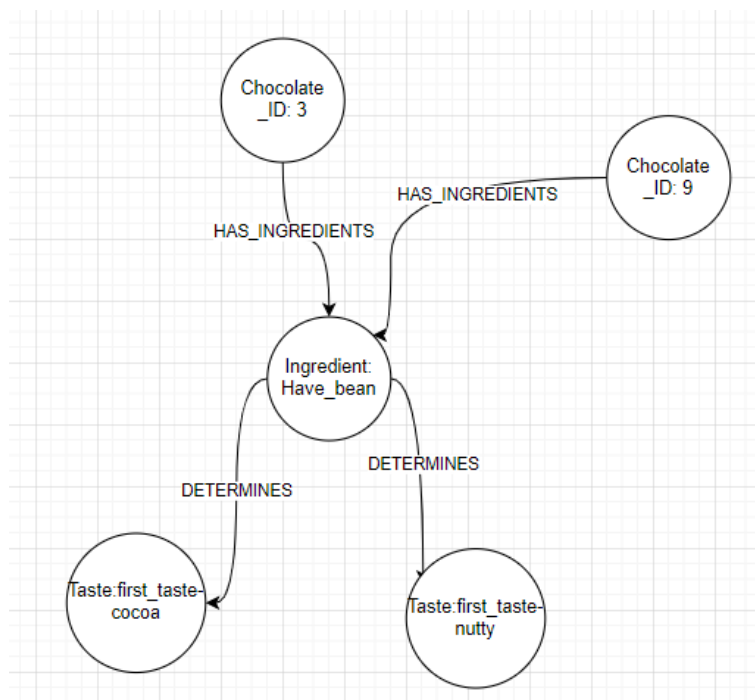 Chocolate
_ID: 3
Chocolate
_ID: 9
HAS_INGREDIENTS
HAS_INGREDIENTS
Ingredient:
Have_bean
DETERMINES
DETERMINES
Taste:first_taste-
cocoa
Taste:first_taste-
nutty